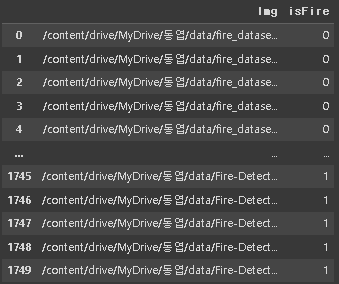 Img isFire
0 /content/drive/MyDrive/동엽/data/fire_datase... 0
1 /content/drive/MyDrive/동엽/data/fire_datase... 0
2 /content/drive/MyDrive/동엽/data/fire_datase... 0
3 /content/drive/MyDrive/동엽/data/fire_datase... 0
4 /content/drive/MyDrive/동엽/data/fire_datase... 0
... ... ...
1745 /content/drive/MyDrive/동엽/data/Fire-Detect... 1
1746 /content/drive/MyDrive/동엽/data/Fire-Detect... 1
1747 /content/drive/MyDrive/동엽/data/Fire-Detect... 1
1748 /content/drive/MyDrive/동엽/data/Fire-Detect... 1
1749 /content/drive/MyDrive/동엽/data/Fire-Detect... 1